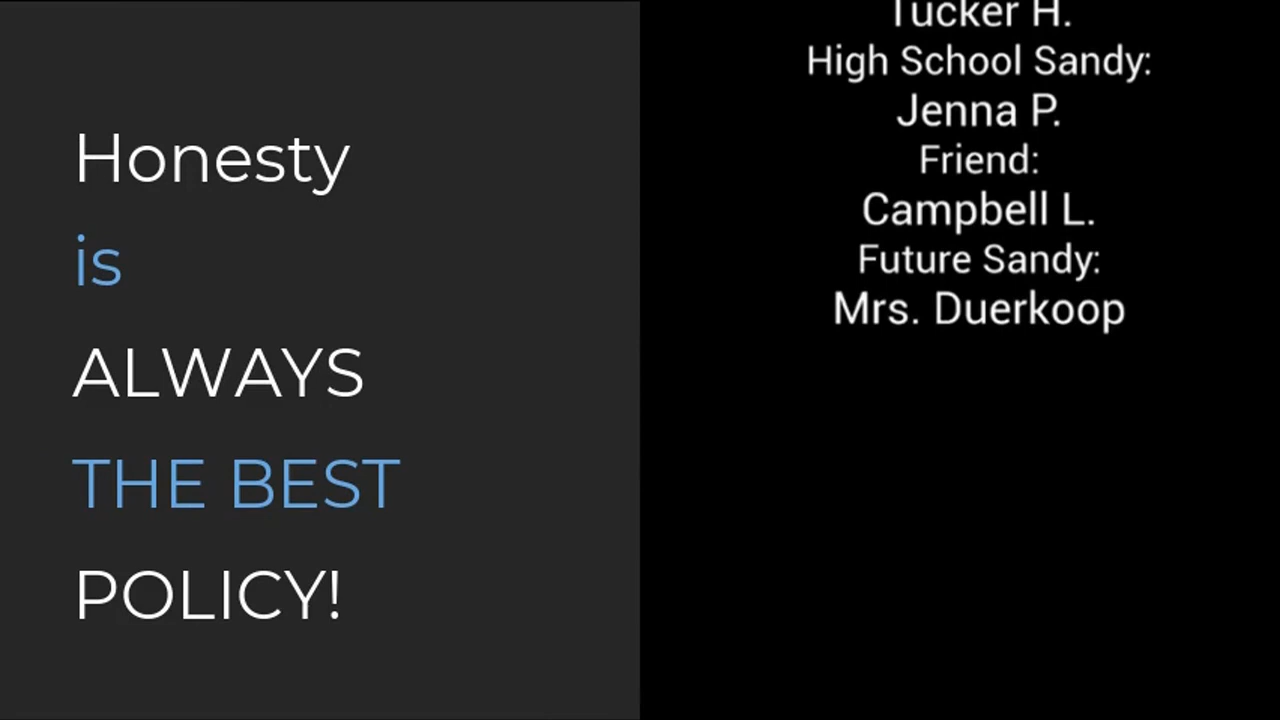 Honesty
is
ALWAYS
THE BEST
POLICY!
Tucker H.
High School Sandy:
Jenna P.
Friend:
Campbell L.
Future Sandy:
Mrs. Duerkoop